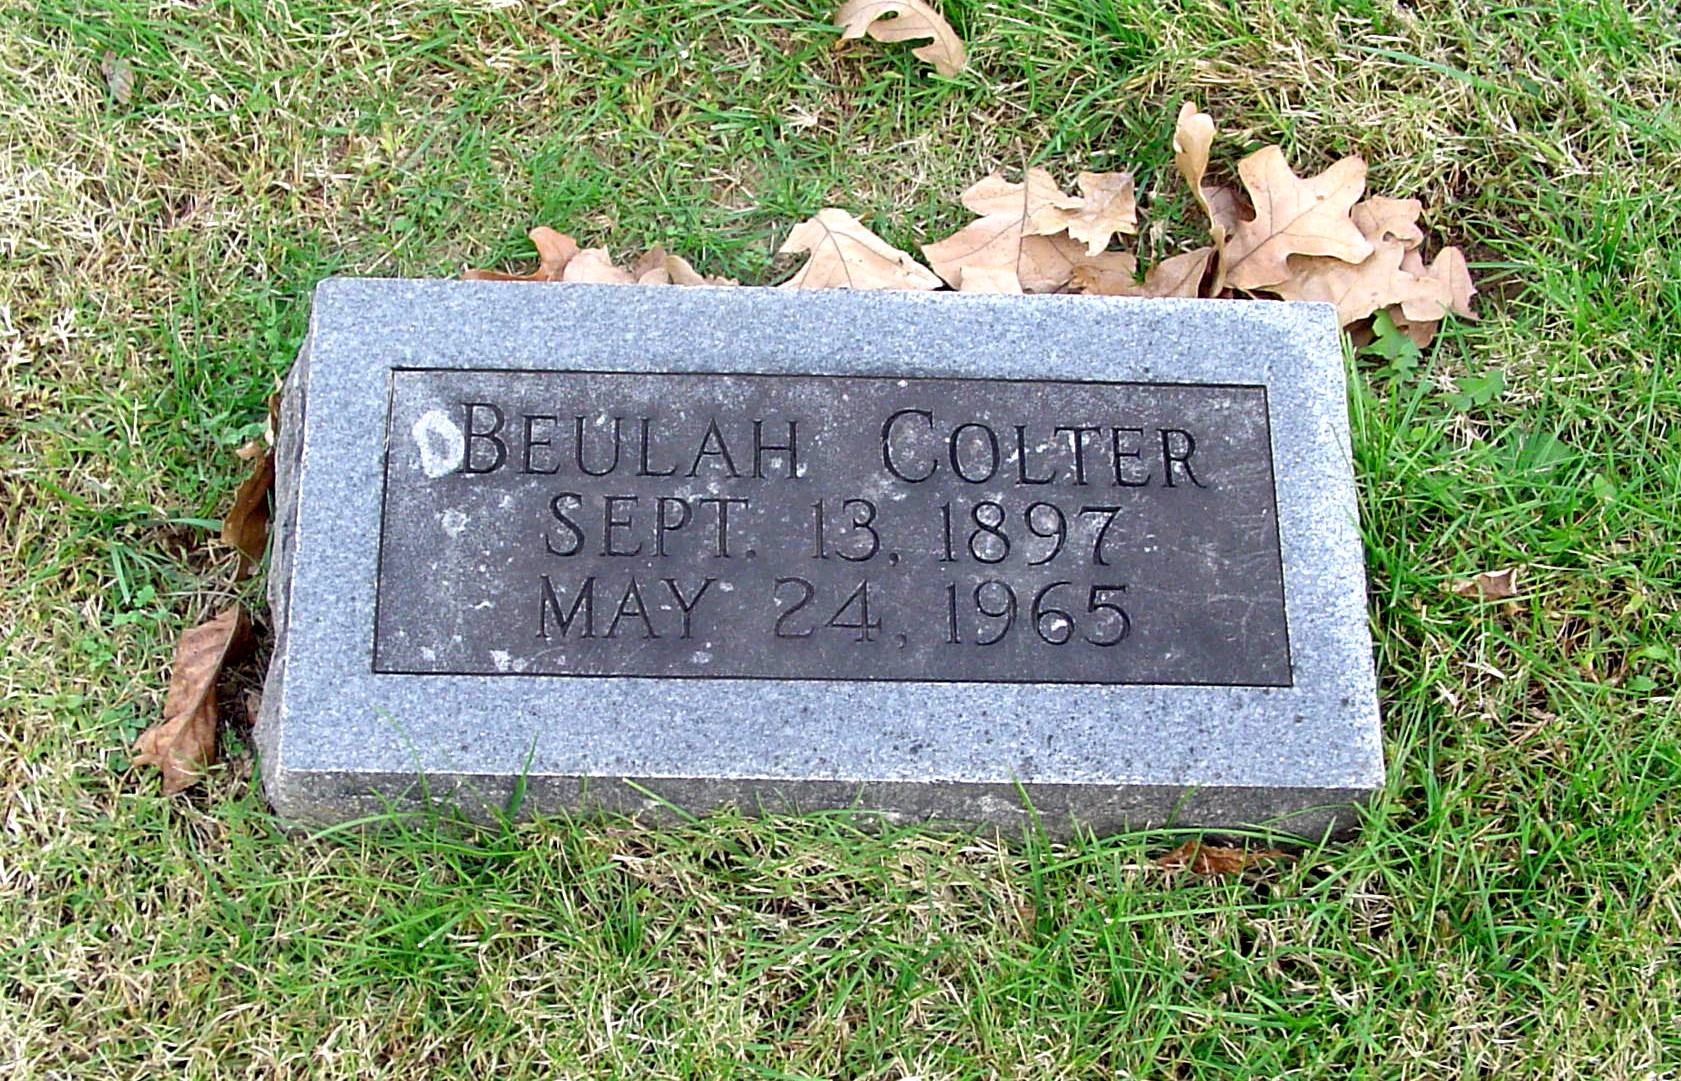 BEULAH COLTER
SEPT. 13, 1897
MAY 24, 1965